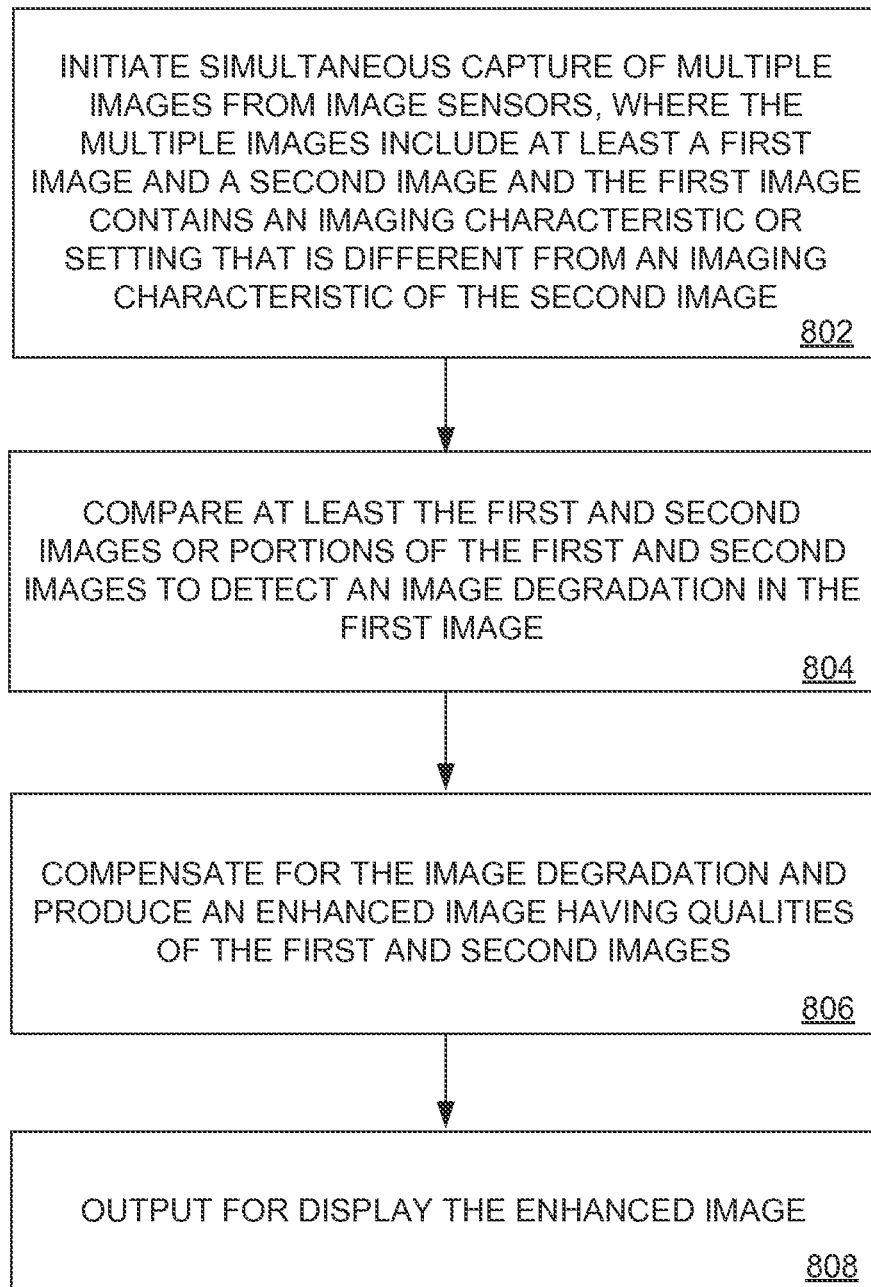 INITIATE SIMULTANEOUS CAPTURE OF MULTIPLE
IMAGES FROM IMAGE SENSORS, WHERE THE
MULTIPLE IMAGES INCLUDE AT LEAST A FIRST
IMAGE AND A SECOND IMAGE AND THE FIRST IMAGE
CONTAINS AN IMAGING CHARACTERISTIC OR
SETTING THAT IS DIFFERENT FROM AN IMAGING
CHARACTERISTIC OF THE SECOND IMAGE
802
COMPARE AT LEAST THE FIRST AND SECOND
IMAGES OR PORTIONS OF THE FIRST AND SECOND
IMAGES TO DETECT AN IMAGE DEGRADATION IN THE
FIRST IMAGE
804
COMPENSATE FOR THE IMAGE DEGRADATION AND
PRODUCE AN ENHANCED IMAGE HAVING QUALITIES
OF THE FIRST AND SECOND IMAGES
806
OUTPUT FOR DISPLAY THE ENHANCED IMAGE
808